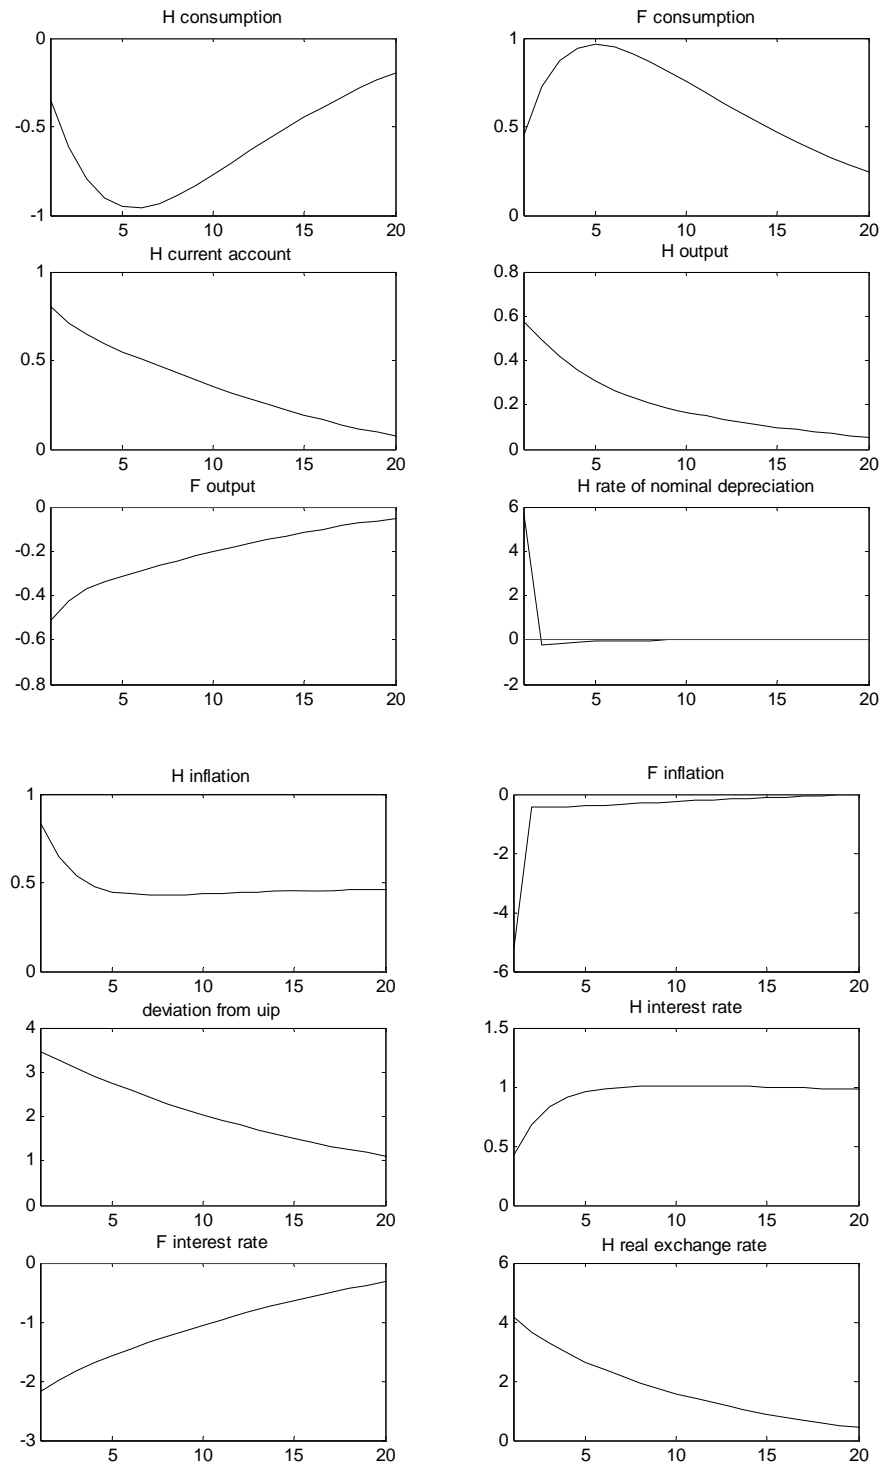 H consumption
0
-0.5
-1
5 10 15 20
F consumption
1
0.5
0
5 10 15 20
H current account
1
0.5
0
5 10 15 20
H output
0.8
0.6
0.4
0.2
0
5 10 15 20
F output
0
-0.2
-0.4
-0.6
-0.8
5 10 15 20
H rate of nominal depreciation
6
4
2
0
-2
5 10 15 20
H inflation
1
0.5
0
5 10 15 20
F inflation
0
-2
-4
-6
5 10 15 20
deviation from uip
4
3
2
1
0
5 10 15 20
H interest rate
1.5
1
0.5
0
5 10 15 20
F interest rate
0
-1
-2
-3
5 10 15 20
H real exchange rate
6
4
2
0
5 10 15 20